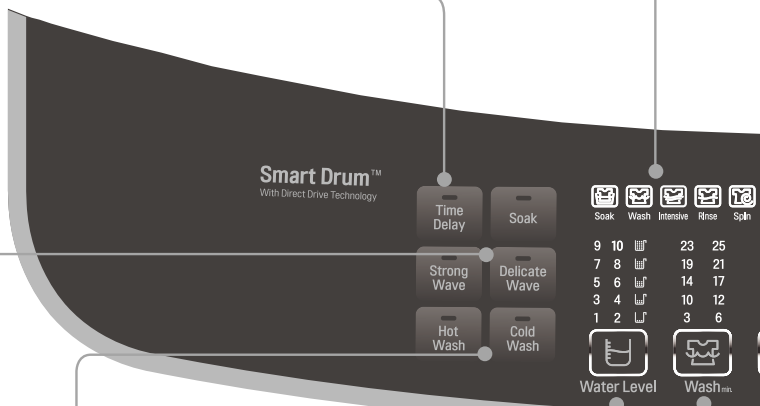 Smart Drum™
With Direct Drive Technology
Time
Delay
Soak
Strong
Wave
Delicate
Wave
Hot
Wash
Cold
Wash
Soak Wash Intensive Rinse Spin
9 10 23 25
7 8 19 21
5 6 14 17
3 4 10 12
1 2 3 6
Water Level
Wash min.